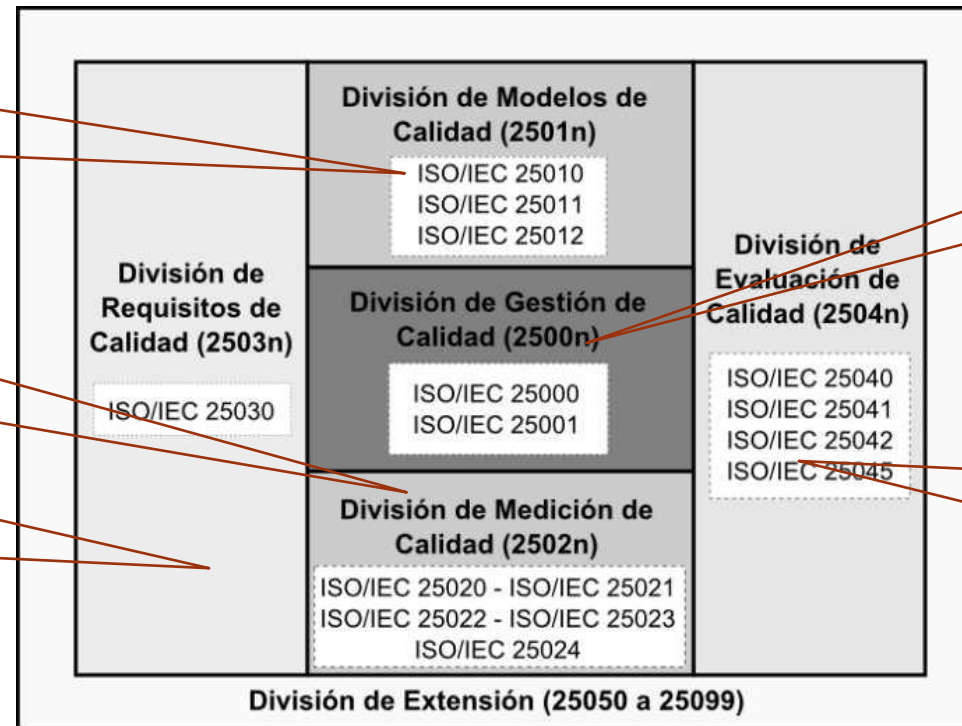 División de Modelos de
Calidad (2501n)
ISO/IEC 25010
ISO/IEC 25011
ISO/IEC 25012
División de
Requisitos de
Calidad (2503n)
ISO/IEC 25030
División de Gestión de
Calidad (2500n)
ISO/IEC 25000
ISO/IEC 25001
División de
Evaluación de
Calidad (2504n)
ISO/IEC 25040
ISO/IEC 25041
ISO/IEC 25042
ISO/IEC 25045
División de Medición de
Calidad (2502n)
ISO/IEC 25020 - ISO/IEC 25021
ISO/IEC 25022 - ISO/IEC 25023
ISO/IEC 25024
División de Extensión (25050 a 25099)